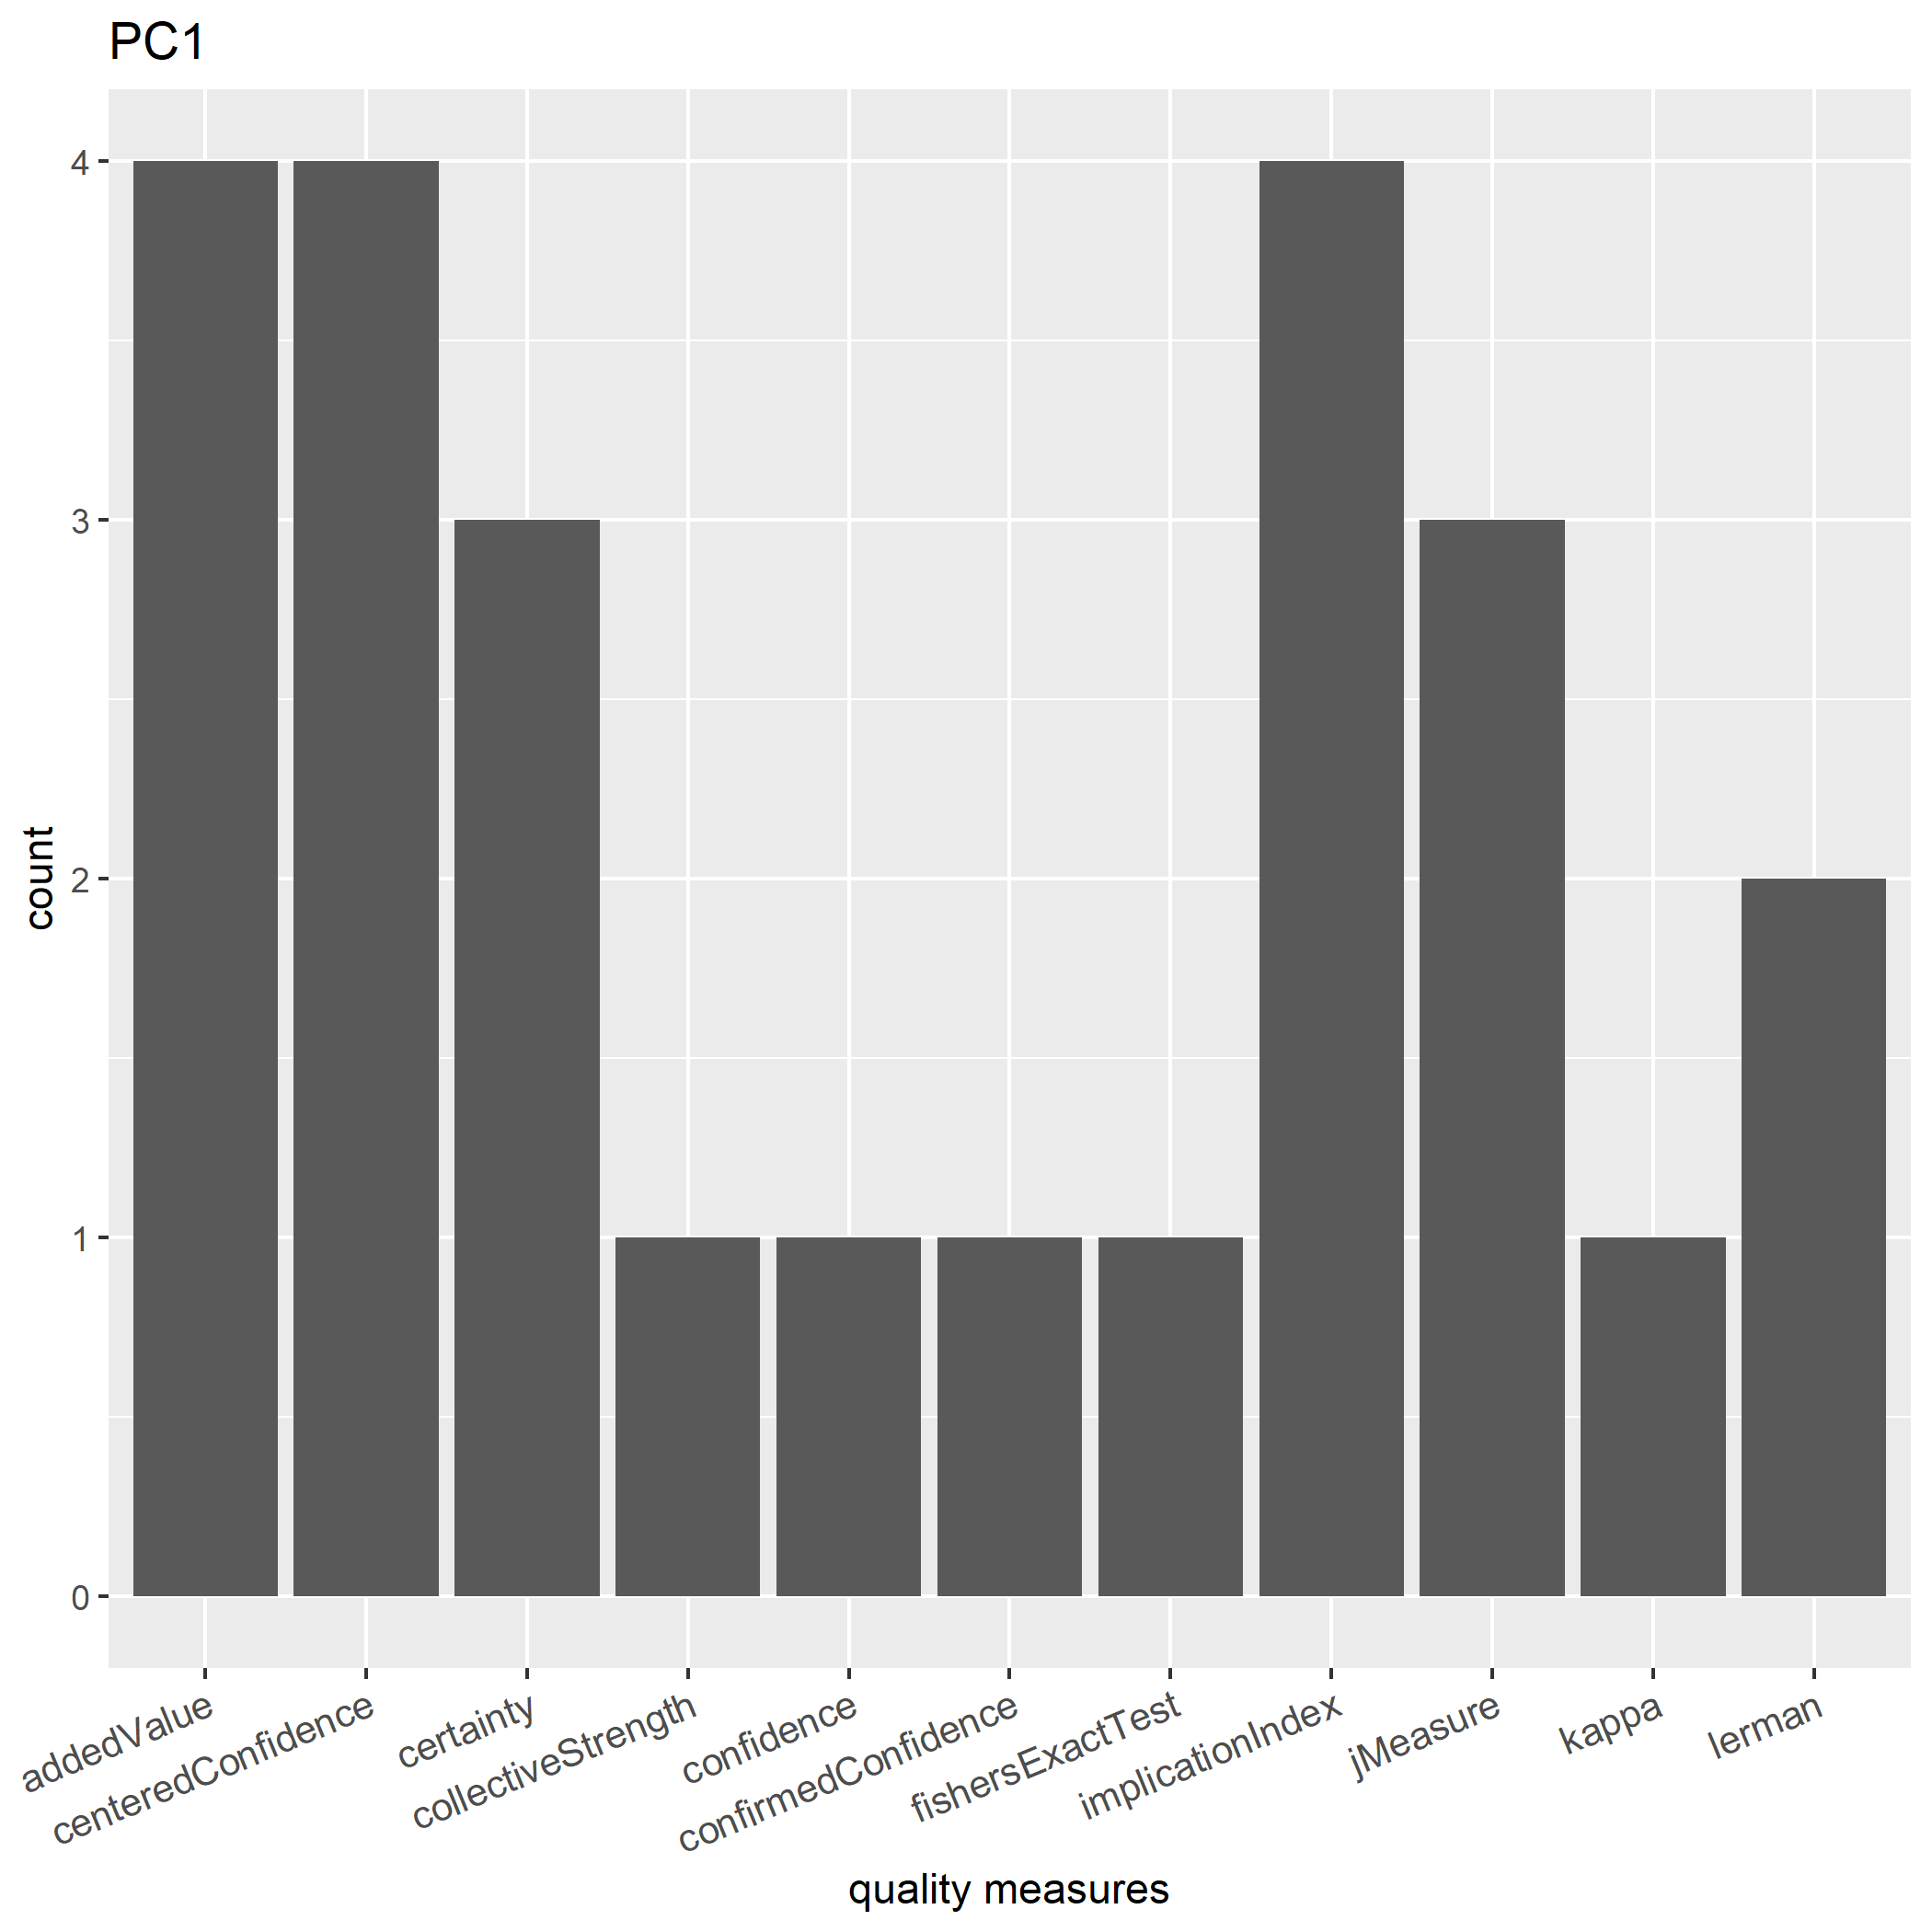 PC1
count
4
3
2
1
0
addedValue
centeredConfidence
certainty
collectiveStrength
confidence
confirmedConfidence
fishersExactTest
implicationIndex
jMeasure
kappa
lerman
quality measures